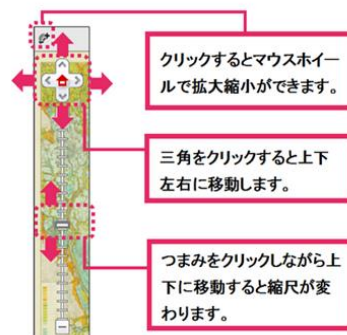 クリックするとマウスホイー
ルで拡大縮小ができます。
三角をクリックすると上下
左右に移動します。
つまみをクリックしながら上
下に移動すると縮尺が変
わります。